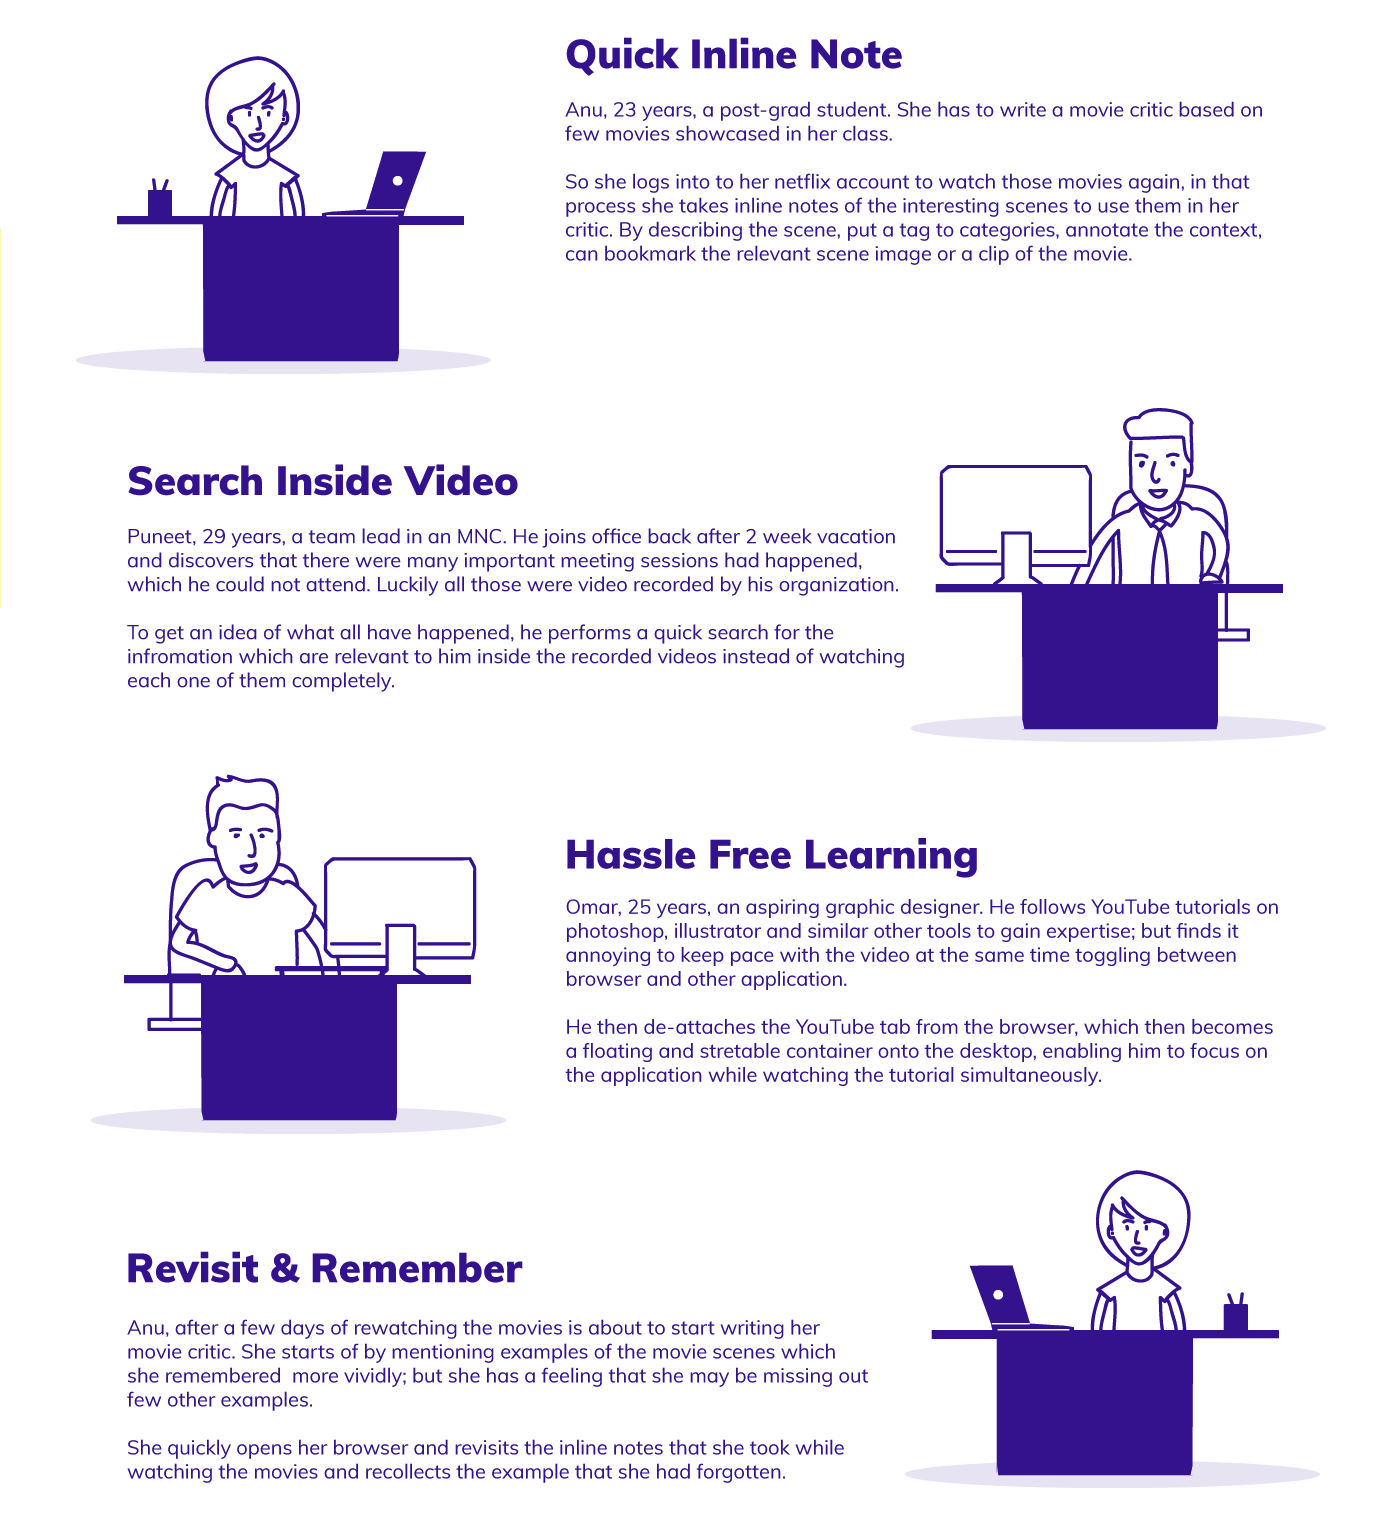 Quick Inline Note
Anu, 23 years, a post-grad student. She has to write a movie critic based on
few movies showcased in her class.
So she logs into to her netflix account to watch those movies again, in that
process she takes inline notes of the interesting scenes to use them in her
critic. By describing the scene, put a tag to categories, annotate the context,
can bookmark the relevant scene image or a clip of the movie.
Search Inside Video
Puneet, 29 years, a team lead in an MNC. He joins office back after 2 week vacation
and discovers that there were many important meeting sessions had happened,
which he could not attend. Luckily all those were video recorded by his organization.
To get an idea of what all have happened, he performs a quick search for the
infromation which are relevant to him inside the recorded videos instead of watching
each one of them completely.
Hassle Free Learning
Omar, 25 years, an aspiring graphic designer. He follows YouTube tutorials on
photoshop, illustrator and similar other tools to gain expertise; but finds it
annoying to keep pace with the video at the same time toggling between
browser and other application.
He then de-attaches the YouTube tab from the browser, which then becomes
a floating and stretable container onto the desktop, enabling him to focus on
the application while watching the tutorial simultaneously.
Revisit & Remember
Anu, after a few days of rewatching the movies is about to start writing her
movie critic. She starts of by mentioning examples of the movie scenes which
she remembered  more vividly; but she has a feeling that she may be missing out
few other examples.
She quickly opens her browser and revisits the inline notes that she took while
watching the movies and recollects the example that she had forgotten.